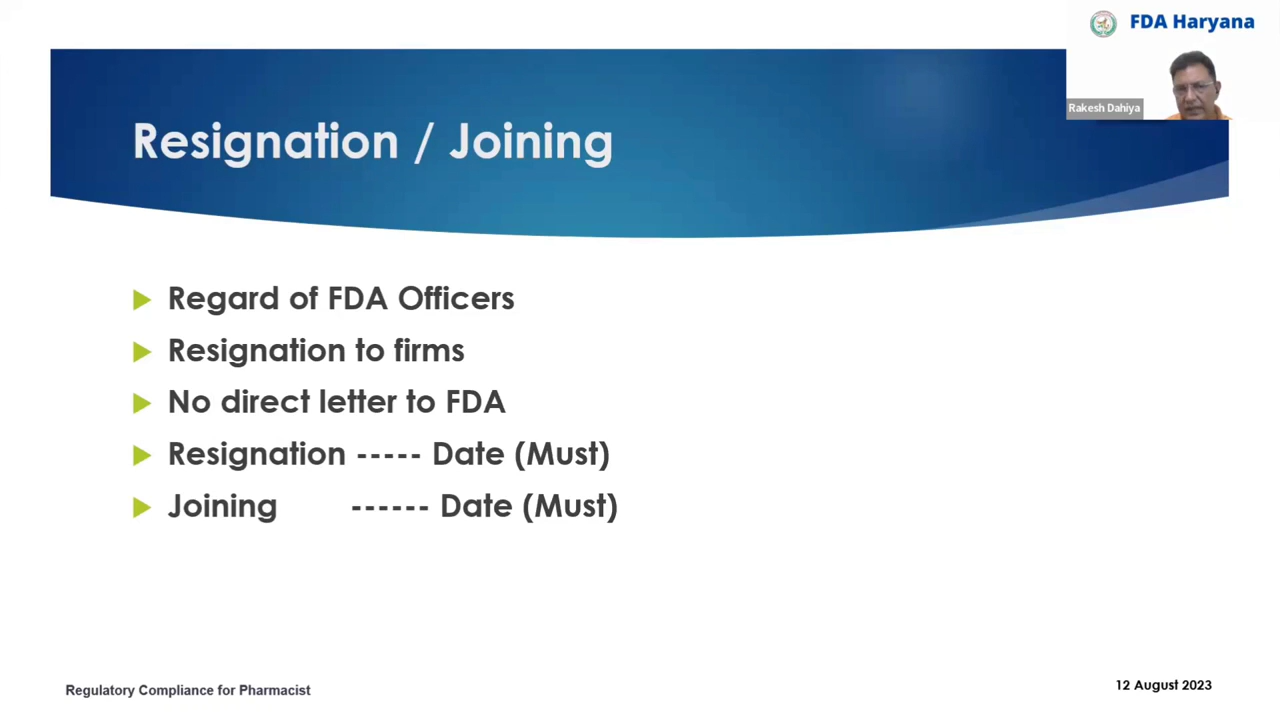 FDA Haryana
Rakesh Dahiya
Resignation / Joining
Regard of FDA Officers
Resignation to firms
No direct letter to FDA
Resignation ----- Date (Must)
Joining ------ Date (Must)
Regulatory Compliance for Pharmacist
12 August 2023